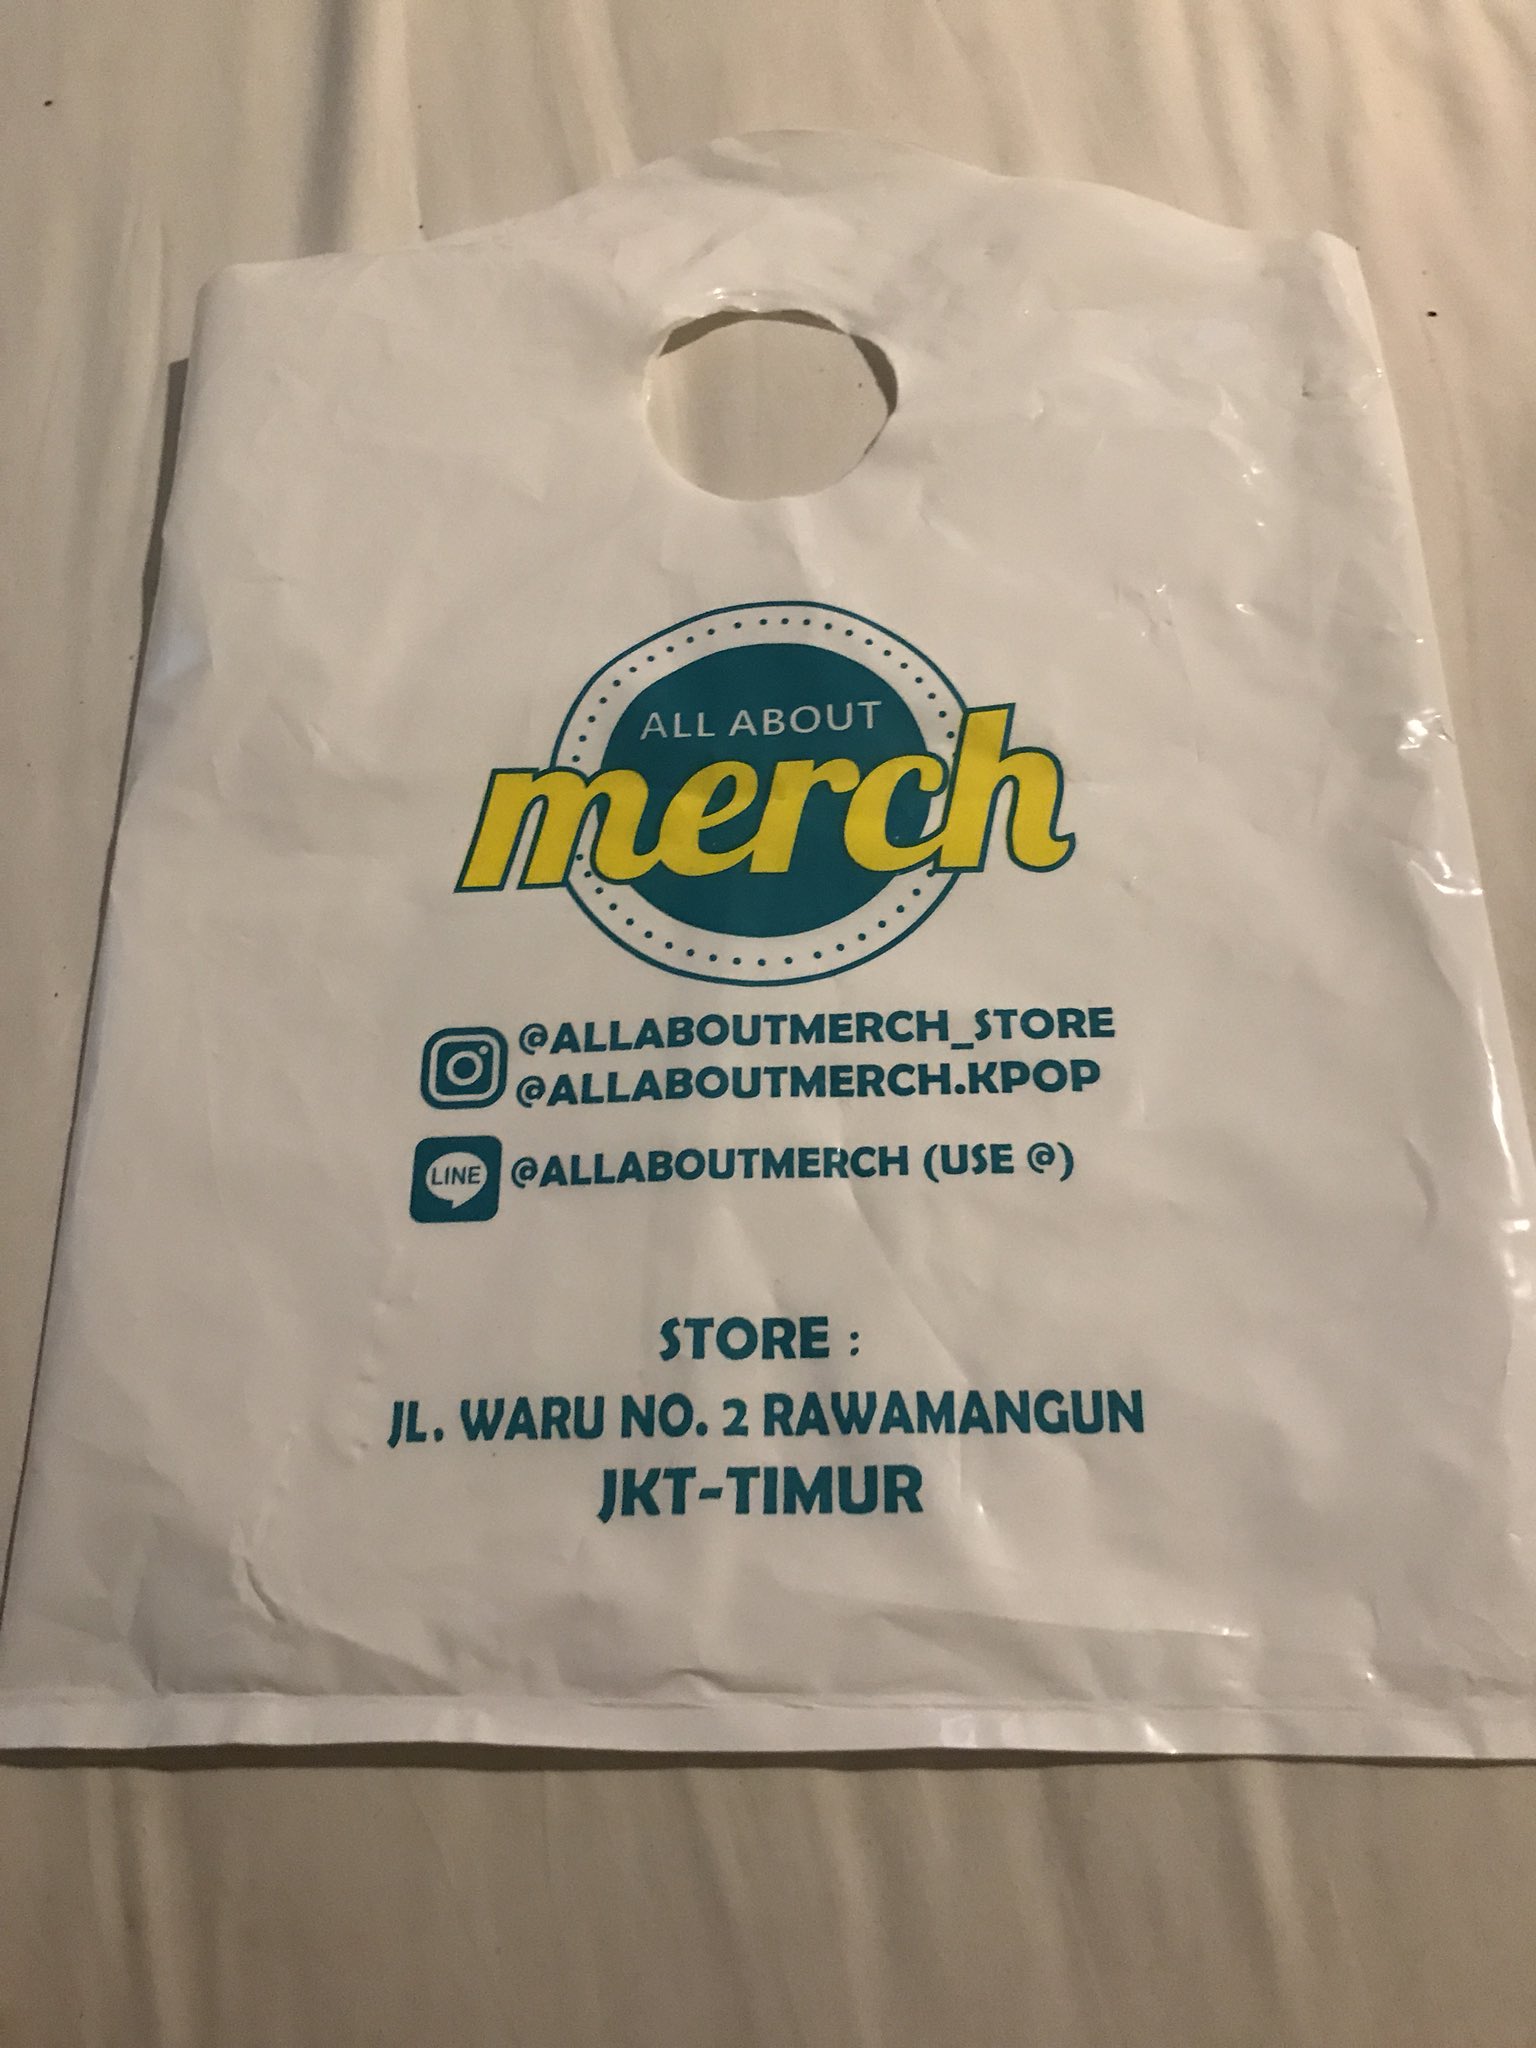 ALL ABOUT
merch
@ALLABOUTMERCH_STORE
@ALLABOUTMERCH.KPOP
LINE @ALLABOUTMERCH (USE @)
STORE :
JL. WARU NO. 2 RAWAMANGUN
JKT-TIMUR